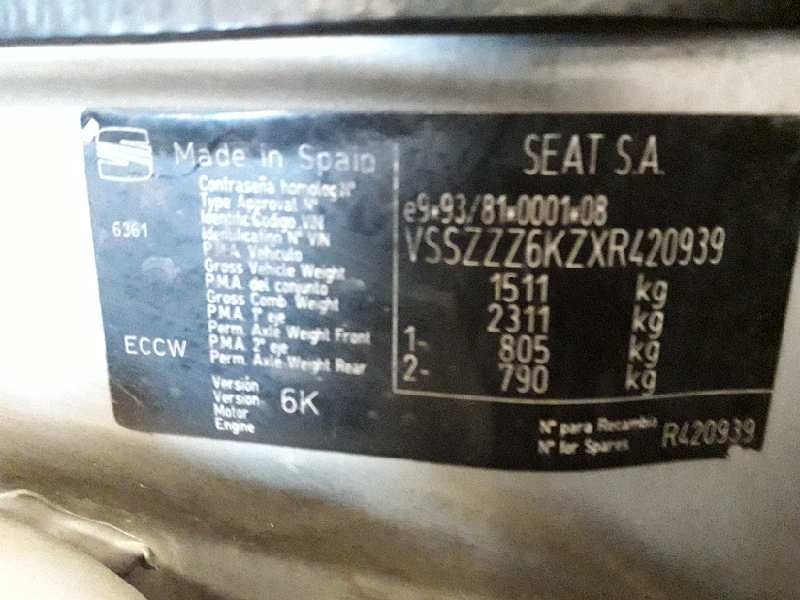 Made in Spain
SEAT S.A.
6361
Contraseña homolog. Nº
Type Approval Nº
e9*93/81*0001*08
Identific. Codigo VIN
Identification Nº VIN
VSSZZZ6KZXR420939
P.M.A. Vehiculo
Gross Vehicle Weight
1511 kg
P.M.A. del conjunto
Gross Comb. Weight
2311 kg
P.M.A. 1º eje
Perm. Axle Weight Front
1- 805 kg
ECCW
P.M.A. 2º eje
Perm. Axle Weight Rear
2- 790 kg
Versión
Version
6K
Motor
Engine
Nº para Recambio
Nº for Spares
R420939